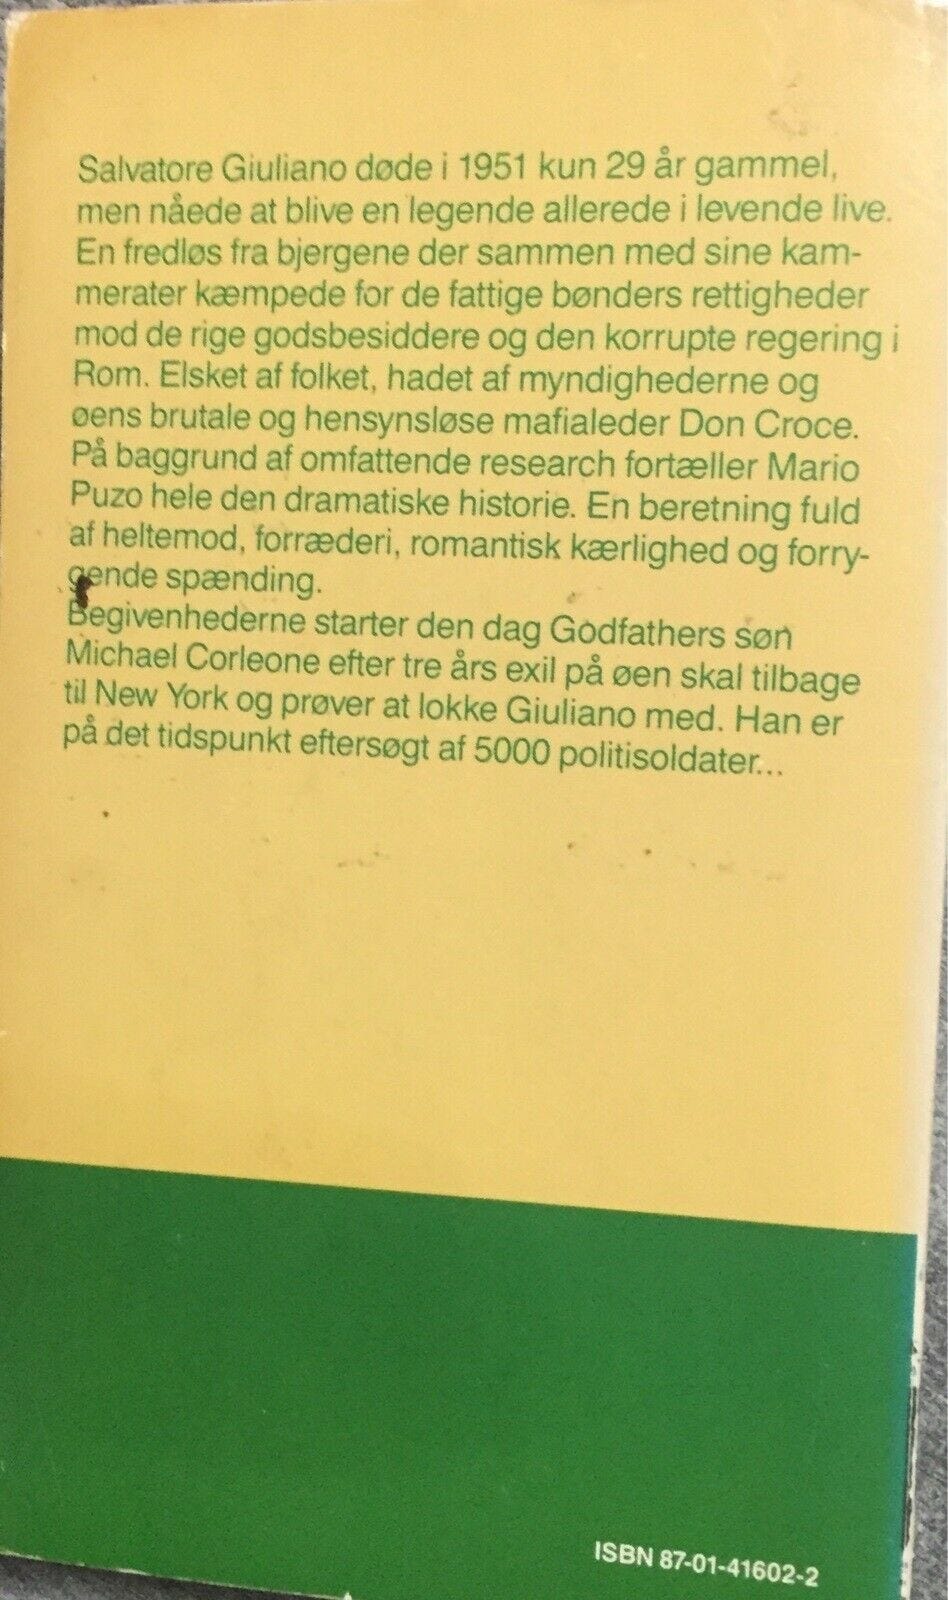 Salvatore Giuliano døde i 1951 kun 29 år gammel,
men nåede at blive en legende allerede i levende live.
En fredløs fra bjergene der sammen med sine kam-
merater kæmpede for de fattige bønders rettigheder
mod de rige godsbesiddere og den korrupte regering i
Rom. Elsket af folket, hadet af myndighederne og
øens brutale og hensynsløse mafialeder Don Croce.
På baggrund af omfattende research fortæller Mario
Puzo hele den dramatiske historie. En beretning fuld
af heltemod, forræderi, romantisk kærlighed og forry-
gende spænding.
Begivenhederne starter den dag Godfathers søn
Michael Corleone efter tre års exil på øen skal tilbage
til New York og prøver at lokke Giuliano med. Han er
på det tidspunkt eftersøgt af 5000 politisoldater...
ISBN 87-01-41602-2